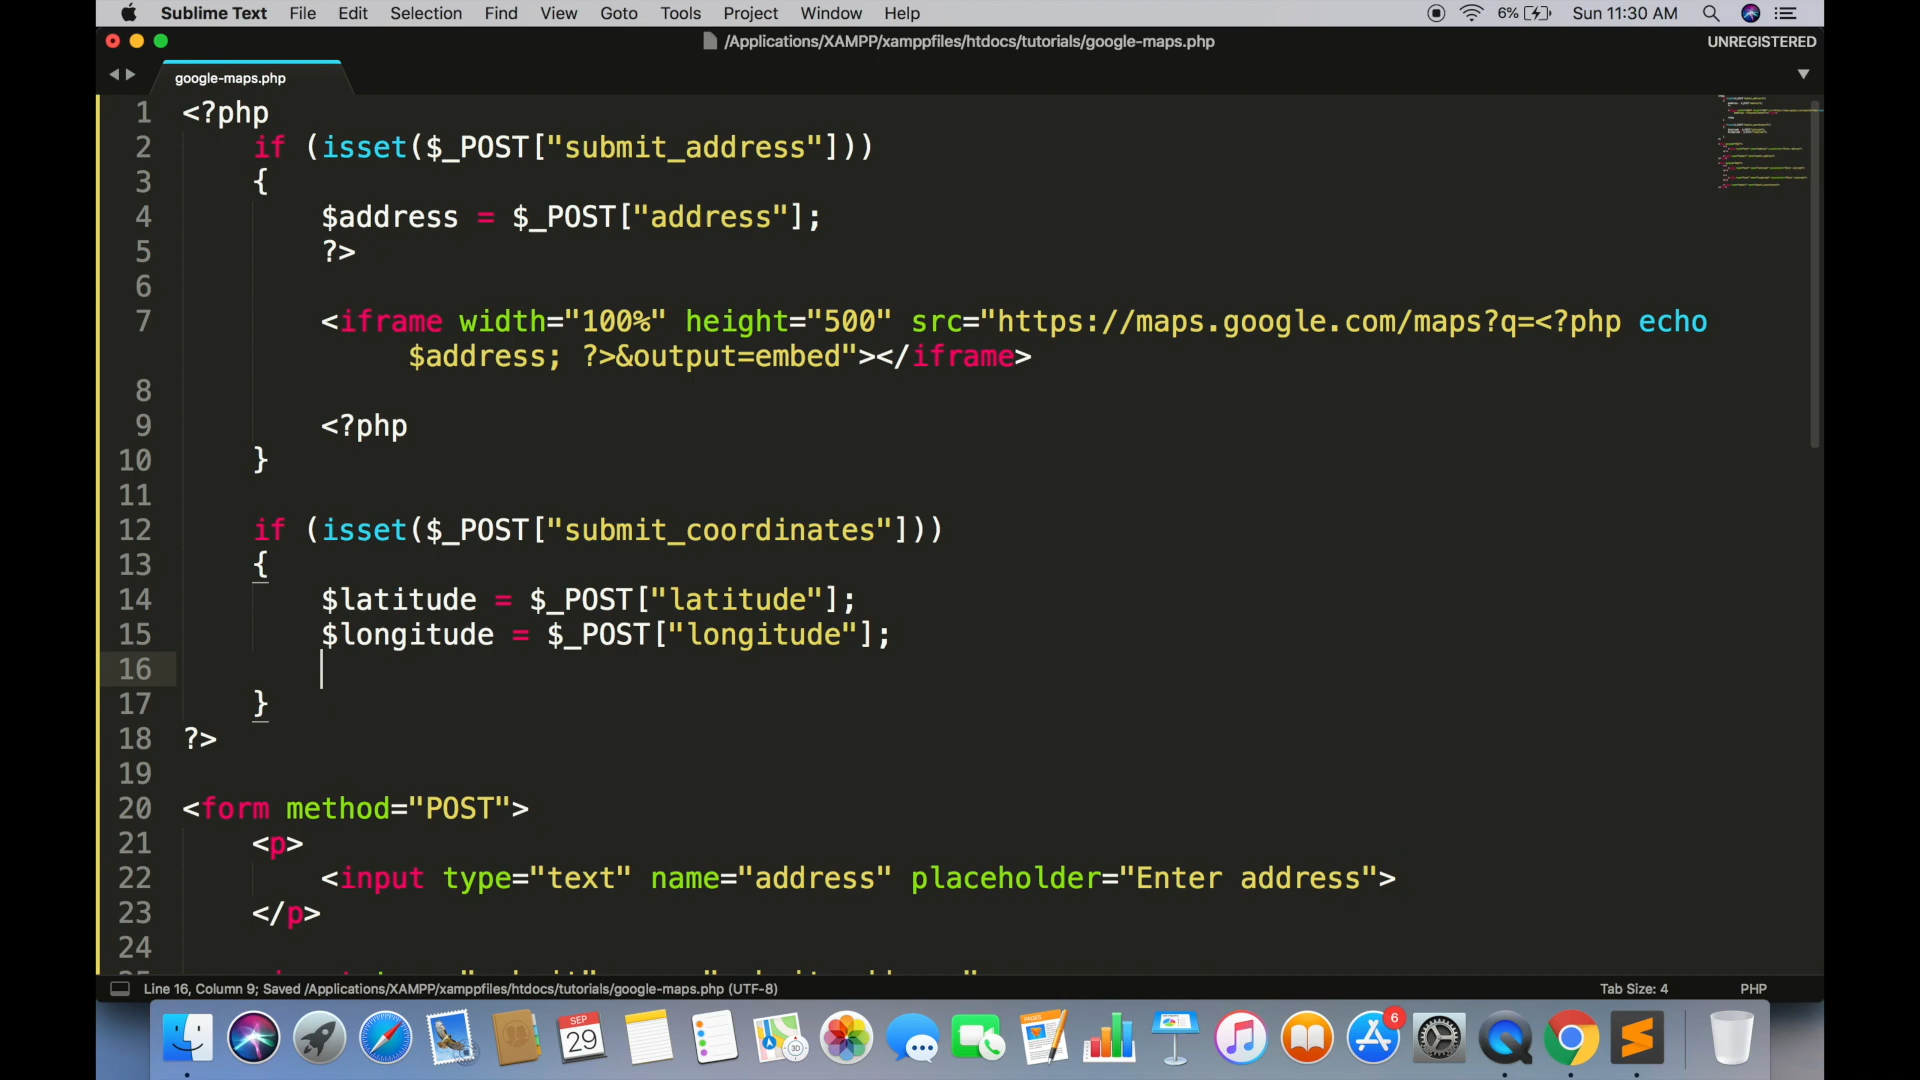 Sublime Text File Edit Selection Find View Goto Tools Project Window Help 6% Sun 11:30 AM
/Applications/XAMPP/xamppfiles/htdocs/tutorials/google-maps.php UNREGISTERED
google-maps.php
1 <?php
2 if (isset($_POST["submit_address"]))
3 {
4 $address = $_POST["address"];
5 ?>
6
7 <iframe width="100%" height="500" src="https://maps.google.com/maps?q=<?php echo
$address; ?>&output=embed"></iframe>
8
9 <?php
10 }
11
12 if (isset($_POST["submit_coordinates"]))
13 {
14 $latitude = $_POST["latitude"];
15 $longitude = $_POST["longitude"];
16
17 }
18 ?>
19
20 <form method="POST">
21 <p>
22 <input type="text" name="address" placeholder="Enter address">
23 </p>
24
Line 16, Column 9; Saved /Applications/XAMPP/xamppfiles/htdocs/tutorials/google-maps.php (UTF-8) Tab Size: 4 PHP
SEP
29
30
6